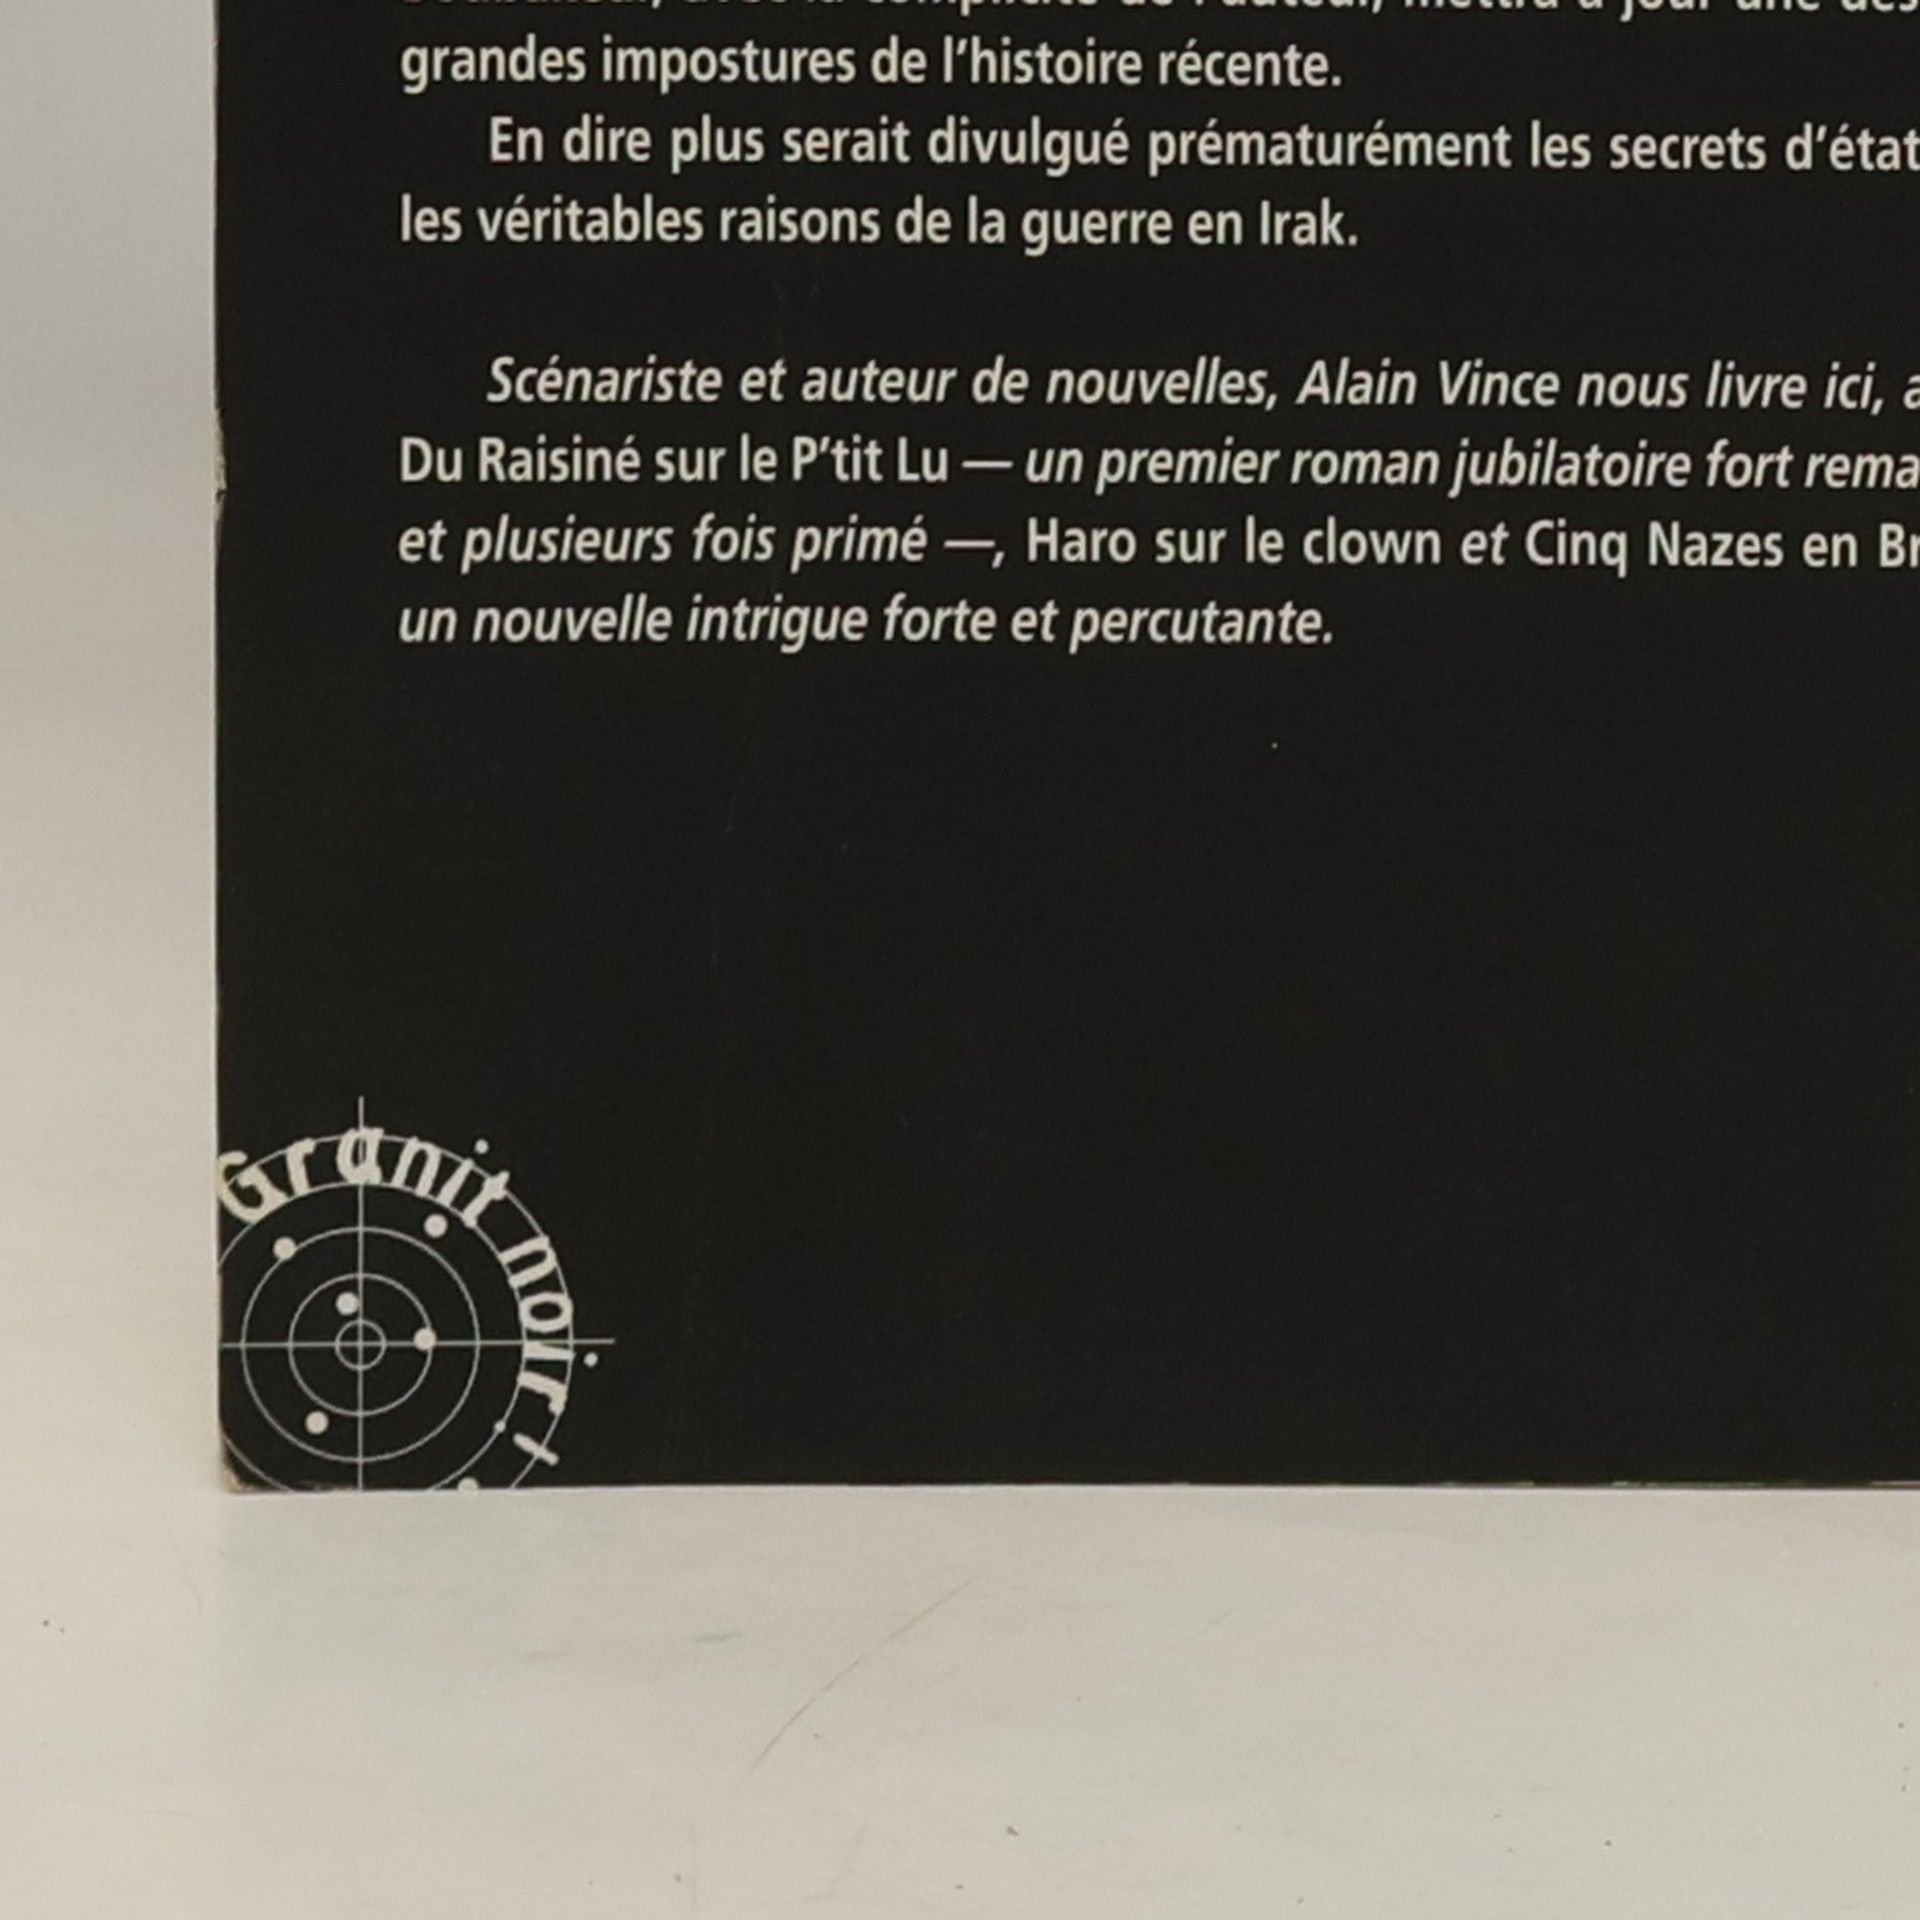 grandes impostures de l'histoire récente.
En dire plus serait divulgué prématurément les secrets d'état
les véritables raisons de la guerre en Irak.
Scénariste et auteur de nouvelles, Alain Vince nous livre ici,
Du Raisiné sur le P'tit Lu — un premier roman jubilatoire fort
et plusieurs fois primé —, Haro sur le clown et Cinq Nazes en
un nouvelle intrigue forte et percutante.
Granit noir